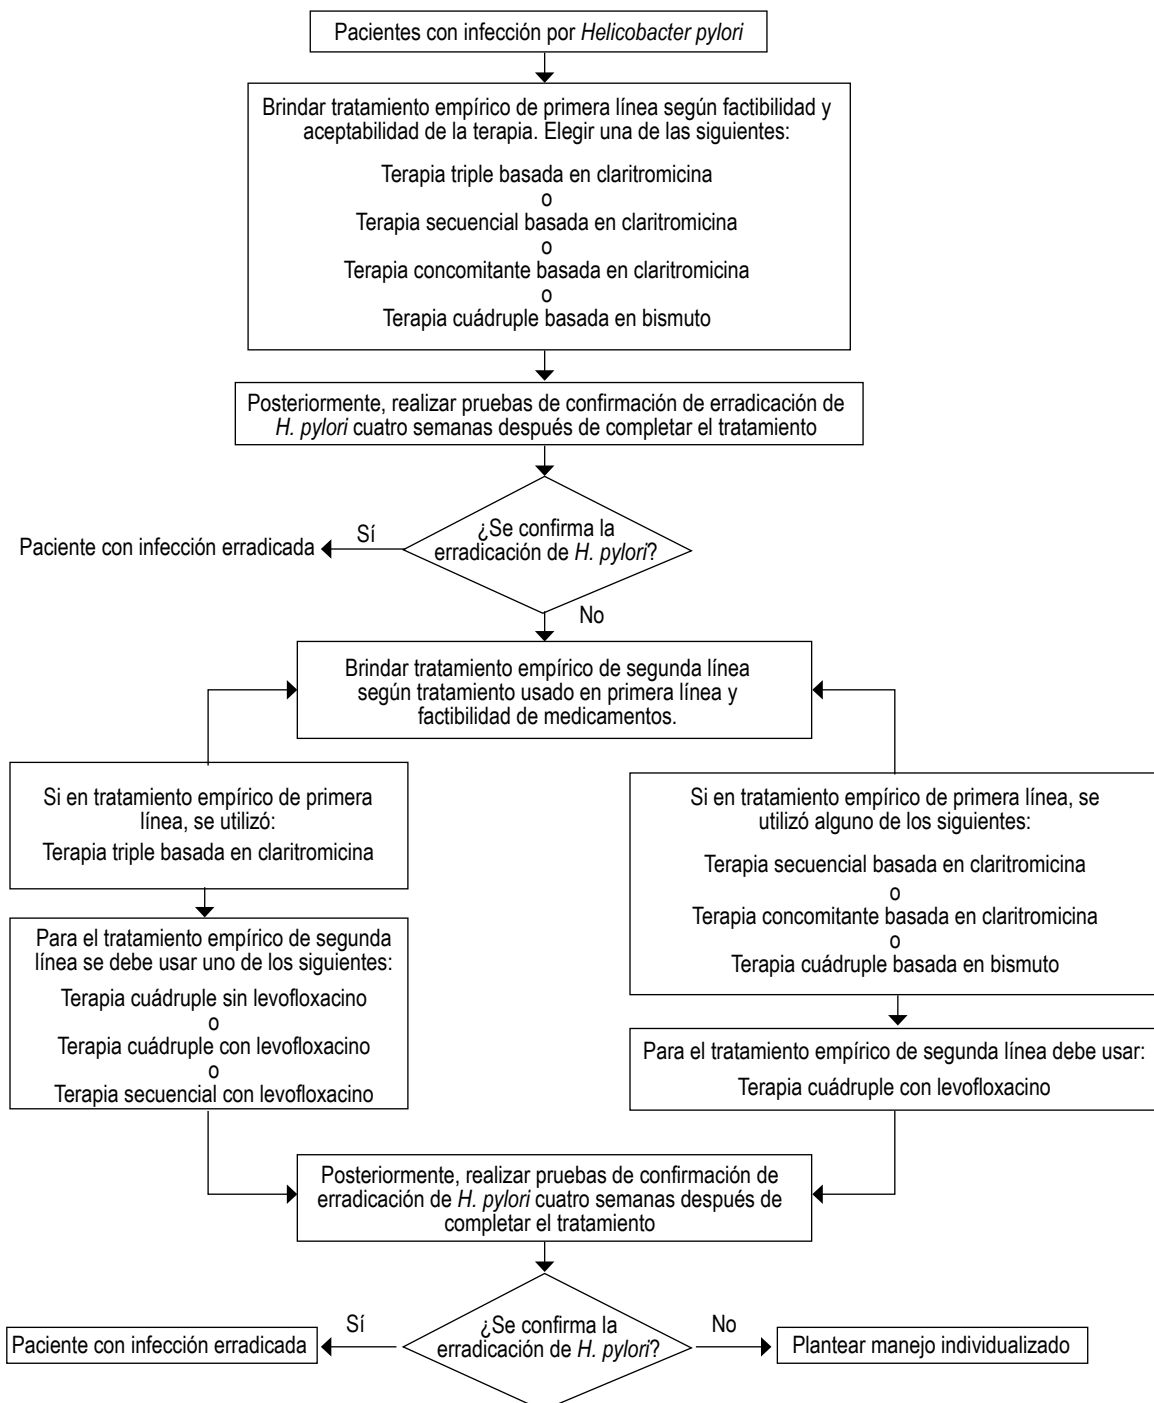 Pacientes con infección por Helicobacter pylori
Brindar tratamiento empírico de primera línea según factibilidad y
aceptabilidad de la terapia. Elegir una de las siguientes:
Terapia triple basada en claritromicina
o
Terapia secuencial basada en claritromicina
o
Terapia concomitante basada en claritromicina
o
Terapia cuádruple basada en bismuto
Posteriormente, realizar pruebas de confirmación de erradicación de
H. pylori cuatro semanas después de completar el tratamiento
¿Se confirma la
erradicación de H. pylori?
Sí
Paciente con infección erradicada
No
Brindar tratamiento empírico de segunda línea
según tratamiento usado en primera línea y
factibilidad de medicamentos.
Si en tratamiento empírico de primera
línea, se utilizó:
Terapia triple basada en claritromicina
Para el tratamiento empírico de segunda
línea se debe usar uno de los siguientes:
Terapia cuádruple sin levofloxacino
o
Terapia cuádruple con levofloxacino
o
Terapia secuencial con levofloxacino
Si en tratamiento empírico de primera línea, se
utilizó alguno de los siguientes:
Terapia secuencial basada en claritromicina
o
Terapia concomitante basada en claritromicina
o
Terapia cuádruple basada en bismuto
Para el tratamiento empírico de segunda línea debe usar:
Terapia cuádruple con levofloxacino
Posteriormente, realizar pruebas de confirmación de
erradicación de H. pylori cuatro semanas después de
completar el tratamiento
¿Se confirma la
erradicación de H. pylori?
Sí
Paciente con infección erradicada
No
Plantear manejo individualizado